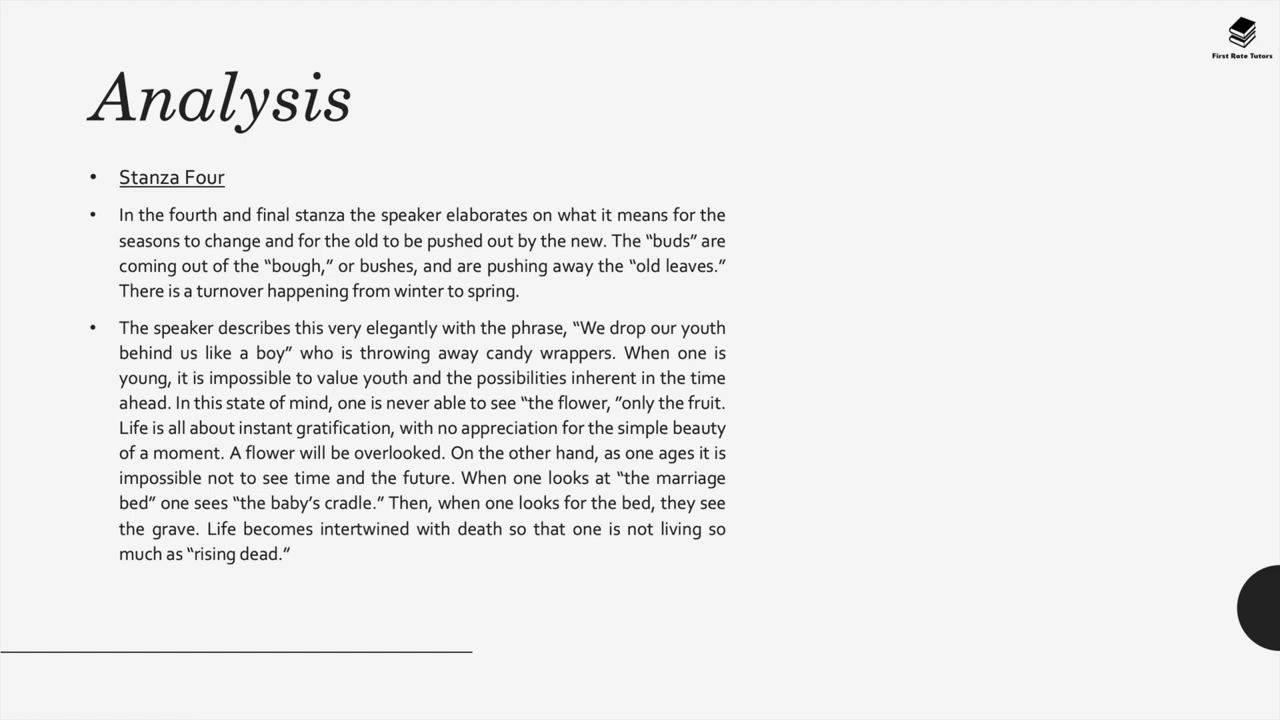 First Rate Tutors
Analysis
• Stanza Four
• In the fourth and final stanza the speaker elaborates on what it means for the
seasons to change and for the old to be pushed out by the new. The “buds” are
coming out of the “bough,” or bushes, and are pushing away the “old leaves.”
There is a turnover happening from winter to spring.
• The speaker describes this very elegantly with the phrase, “We drop our youth
behind us like a boy” who is throwing away candy wrappers. When one is
young, it is impossible to value youth and the possibilities inherent in the time
ahead. In this state of mind, one is never able to see “the flower, ”only the fruit.
Life is all about instant gratification, with no appreciation for the simple beauty
of a moment. A flower will be overlooked. On the other hand, as one ages it is
impossible not to see time and the future. When one looks at “the marriage
bed” one sees “the baby’s cradle.” Then, when one looks for the bed, they see
the grave. Life becomes intertwined with death so that one is not living so
much as “rising dead.”